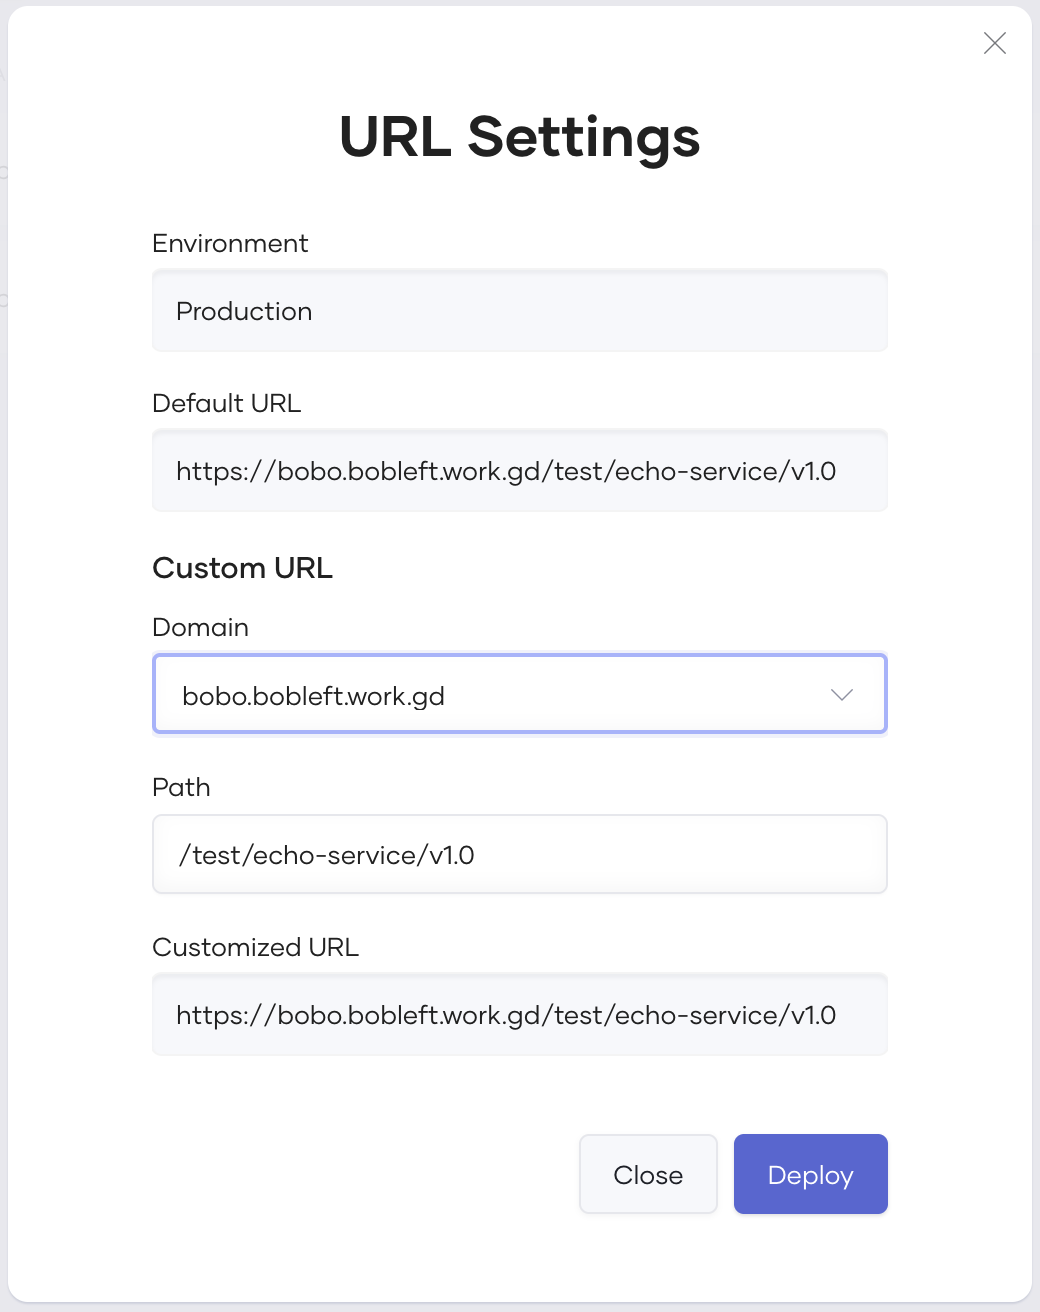 URL Settings
Environment
Production
Default URL
https://bobo.bobleft.work.gd/test/echo-service/v1.0
Custom URL
Domain
bobo.bobleft.work.gd
Path
/test/echo-service/v1.0
Customized URL
https://bobo.bobleft.work.gd/test/echo-service/v1.0
Close
Deploy